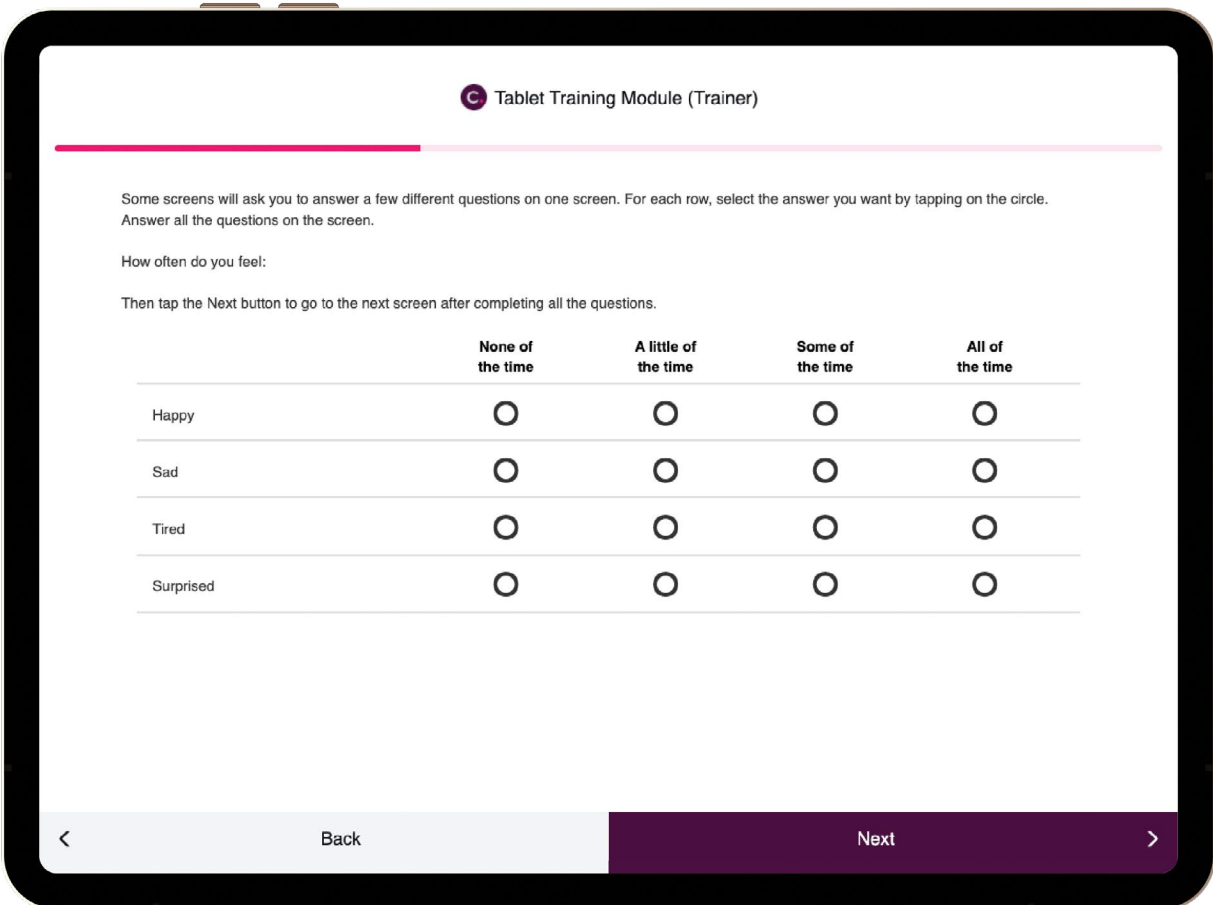 C. Tablet Training Module (Trainer)
Some screens will ask you to answer a few different questions on one screen. For each row, select the answer you want by tapping on the circle.
Answer all the questions on the screen.
How often do you feel:
Then tap the Next button to go to the next screen after completing all the questions.
None of the time A little of the time Some of the time All of the time
Happy
Sad
Tired
Surprised
Back Next